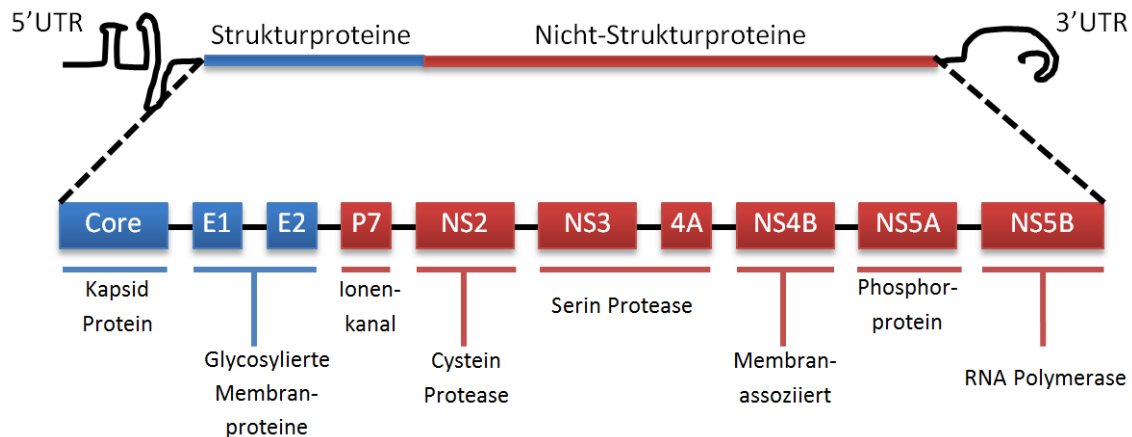 5'UTR
Strukturproteine
Nicht-Strukturproteine
3'UTR
Core
E1
E2
P7
NS2
NS3
4A
NS4B
NS5A
NS5B
Kapsid
Protein
Glycosylierte
Membran-
proteine
Ionen-
kanal
Cystein
Protease
Serin Protease
Membran-
assoziiert
Phosphor-
protein
RNA Polymerase